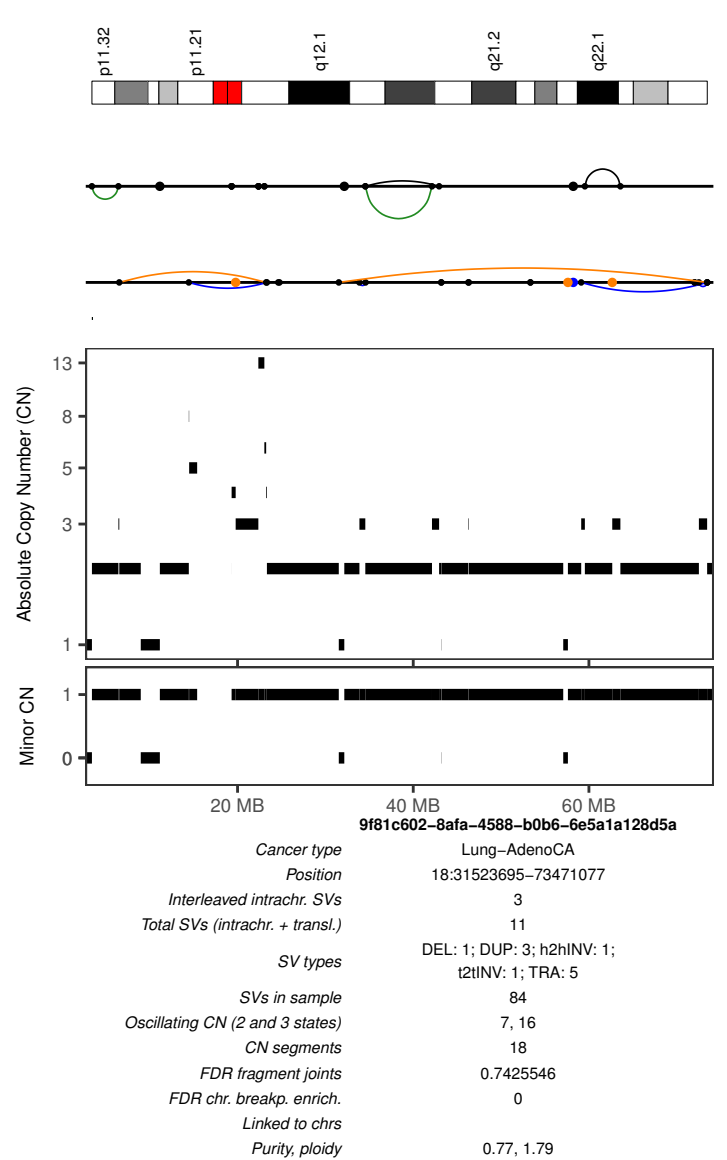 p11.32
p11.21
q12.1
q21.2
q22.1
Absolute Copy Number (CN)
13
8
5
3
1
Minor CN
1
0
20 MB
40 MB
60 MB
9f81c602−8afa−4588−b0b6−6e5a1a128d5a
Cancer type Lung−AdenoCA
Position 18:31523695−73471077
Interleaved intrachr. SVs 3
Total SVs (intrachr. + transl.) 11
SV types DEL: 1; DUP: 3; h2hINV: 1;
t2tINV: 1; TRA: 5
SVs in sample 84
Oscillating CN (2 and 3 states) 7, 16
CN segments 18
FDR fragment joints 0.7425546
FDR chr. breakp. enrich. 0
Linked to chrs
Purity, ploidy 0.77, 1.79